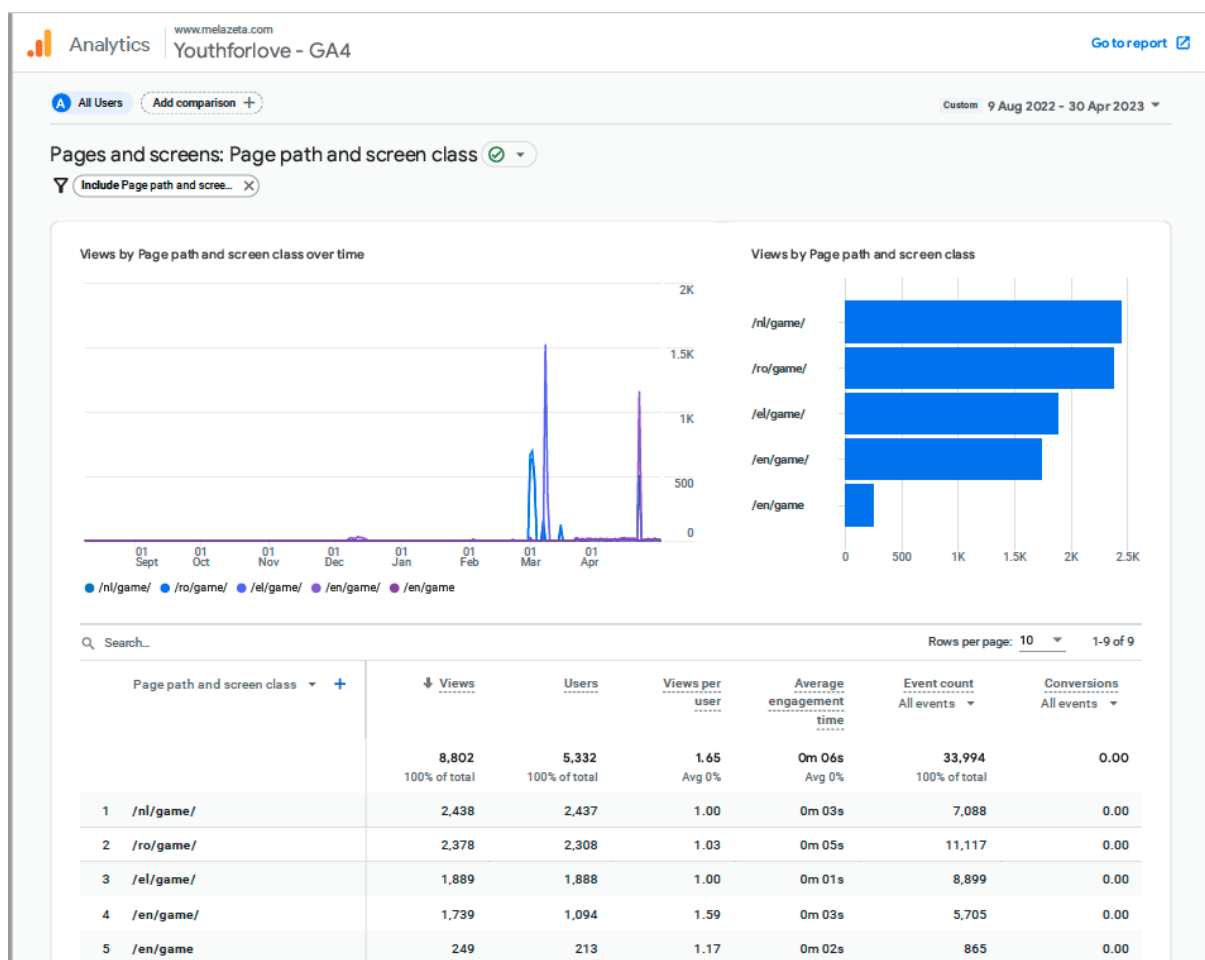 www.melazeta.com
Analytics
Youthforlove - GA4
Go to report
A All Users
Add comparison +
Custom 9 Aug 2022 - 30 Apr 2023
Pages and screens: Page path and screen class
Include Page path and scree...
Views by Page path and screen class over time
2K
1.5K
1K
500
0
01 Sept
01 Oct
01 Nov
01 Dec
01 Jan
01 Feb
01 Mar
01 Apr
/nl/game/ /ro/game/ /el/game/ /en/game/ /en/game
Views by Page path and screen class
/nl/game/
/ro/game/
/el/game/
/en/game/
/en/game
0 500 1K 1.5K 2K 2.5K
Search...
Rows per page: 10 1-9 of 9
Page path and screen class +
Views
Users
Views per
user
Average
engagement
time
Event count
All events
Conversions
All events
8,802 5,332 1.65 0m 06s 33,994 0.00
100% of total 100% of total Avg 0% Avg 0% 100% of total
1 /nl/game/ 2,438 2,437 1.00 0m 03s 7,088 0.00
2 /ro/game/ 2,378 2,308 1.03 0m 05s 11,117 0.00
3 /el/game/ 1,889 1,888 1.00 0m 01s 8,899 0.00
4 /en/game/ 1,739 1,094 1.59 0m 03s 5,705 0.00
5 /en/game 249 213 1.17 0m 02s 865 0.00